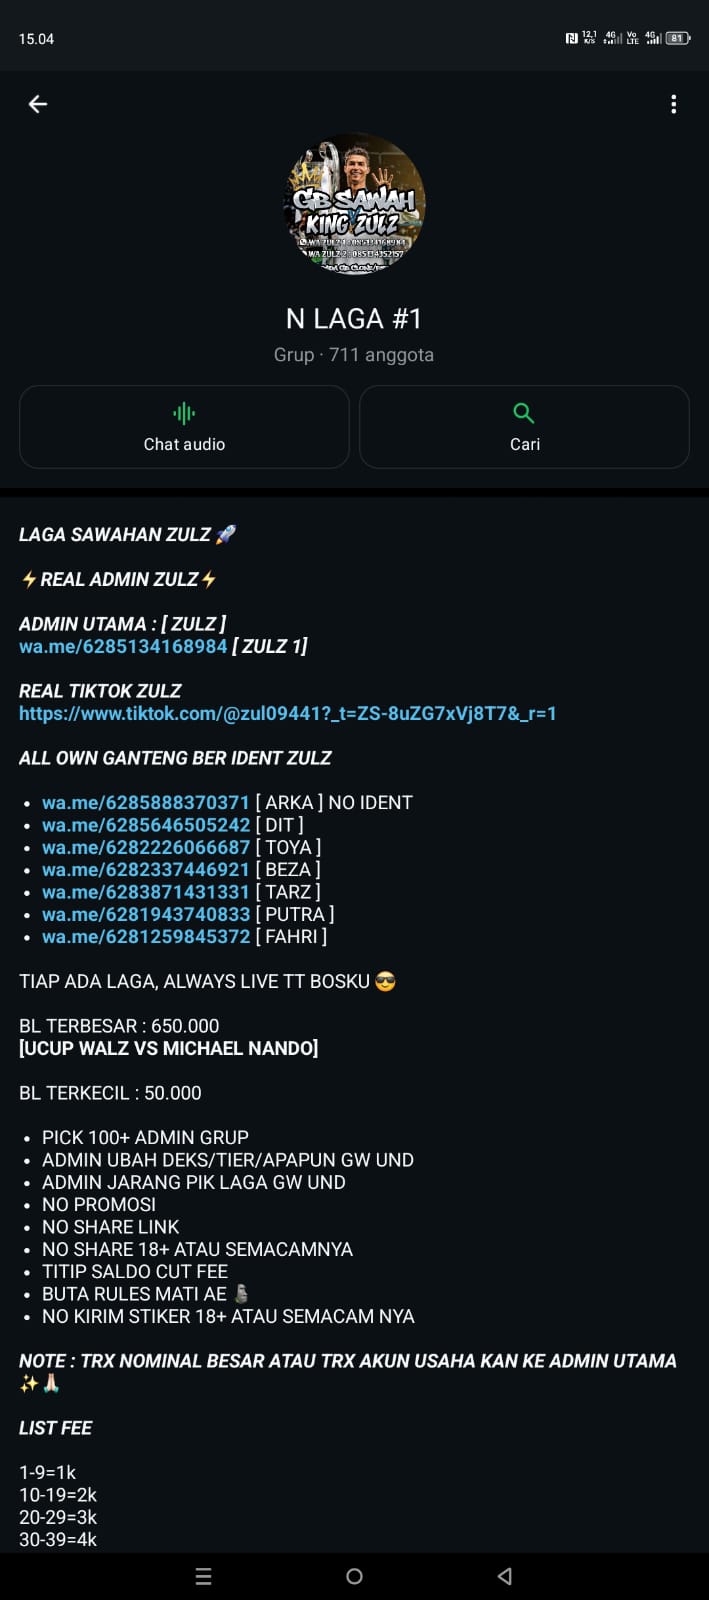 15.04
12,1 K/S 4G Vo LTE 4G 81
GB SAWAH
KING ZULZ
WA ZULZ 1 : 085134168984
WA ZULZ 2 : 085134352157
N LAGA #1
Grup · 711 anggota
Chat audio
Cari
LAGA SAWAHAN ZULZ 🚀
⚡REAL ADMIN ZULZ⚡
ADMIN UTAMA : [ ZULZ ]
wa.me/6285134168984 [ ZULZ 1]
REAL TIKTOK ZULZ
https://www.tiktok.com/@zul09441?_t=ZS-8uZG7xVj8T7&_r=1
ALL OWN GANTENG BER IDENT ZULZ
• wa.me/6285888370371 [ ARKA ] NO IDENT
• wa.me/6285646505242 [ DIT ]
• wa.me/6282226066687 [ TOYA ]
• wa.me/6282337446921 [ BEZA ]
• wa.me/6283871431331 [ TARZ ]
• wa.me/6281943740833 [ PUTRA ]
• wa.me/6281259845372 [ FAHRI ]
TIAP ADA LAGA, ALWAYS LIVE TT BOSKU 😎
BL TERBESAR : 650.000
[UCUP WALZ VS MICHAEL NANDO]
BL TERKECIL : 50.000
• PICK 100+ ADMIN GRUP
• ADMIN UBAH DEKS/TIER/APAPUN GW UND
• ADMIN JARANG PIK LAGA GW UND
• NO PROMOSI
• NO SHARE LINK
• NO SHARE 18+ ATAU SEMACAMNYA
• TITIP SALDO CUT FEE
• BUTA RULES MATI AE 🗿
• NO KIRIM STIKER 18+ ATAU SEMACAM NYA
NOTE : TRX NOMINAL BESAR ATAU TRX AKUN USAHA KAN KE ADMIN UTAMA
✨🙏🏻
LIST FEE
1-9=1k
10-19=2k
20-29=3k
30-39=4k